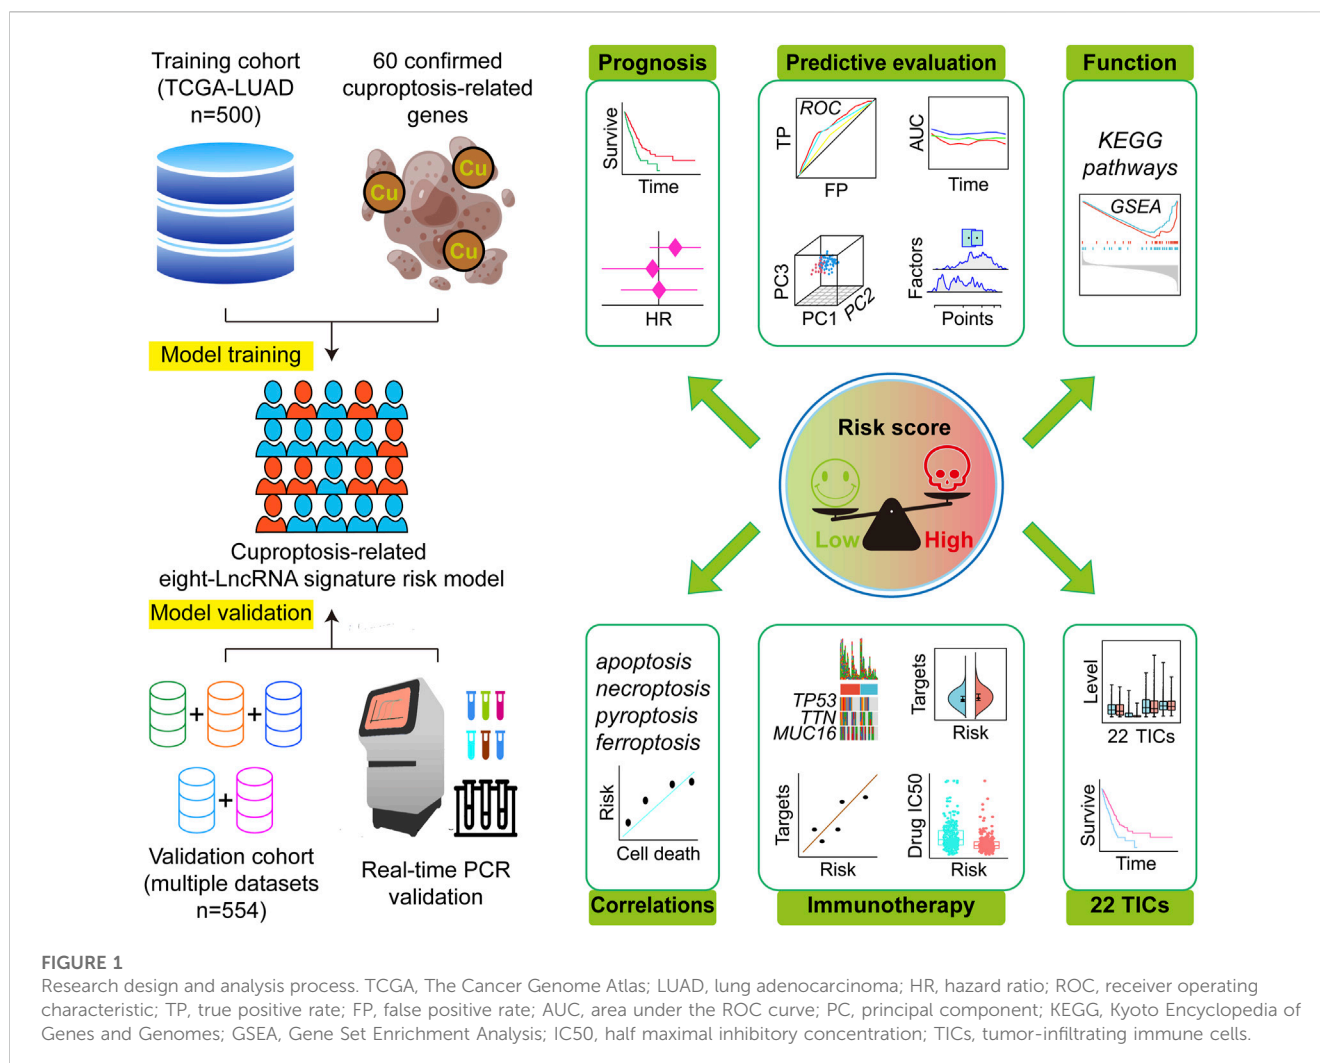 Training cohort
(TCGA-LUAD
n=500)
60 confirmed
cuproptosis-related
genes
Cu
Cu
Cu
Model training
Cuproptosis-related
eight-LncRNA signature risk model
Model validation
Validation cohort
(multiple datasets
n=554)
Real-time PCR
validation
+
+
+
Prognosis
Survive
Time
HR
Predictive evaluation
ROC
TP
FP
AUC
Time
PC3
PC1
PC2
Factors
Points
Function
KEGG
pathways
GSEA
Risk score
Low
High
apoptosis
necroptosis
pyroptosis
ferroptosis
Risk
Cell death
Correlations
TP53
TTN
MUC16
Targets
Risk
Targets
Risk
Drug IC50
Risk
Immunotherapy
Level
22 TICs
Survive
Time
22 TICs
FIGURE 1
Research design and analysis process. TCGA, The Cancer Genome Atlas; LUAD, lung adenocarcinoma; HR, hazard ratio; ROC, receiver operating
characteristic; TP, true positive rate; FP, false positive rate; AUC, area under the ROC curve; PC, principal component; KEGG, Kyoto Encyclopedia of
Genes and Genomes; GSEA, Gene Set Enrichment Analysis; IC50, half maximal inhibitory concentration; TICs, tumor-infiltrating immune cells.